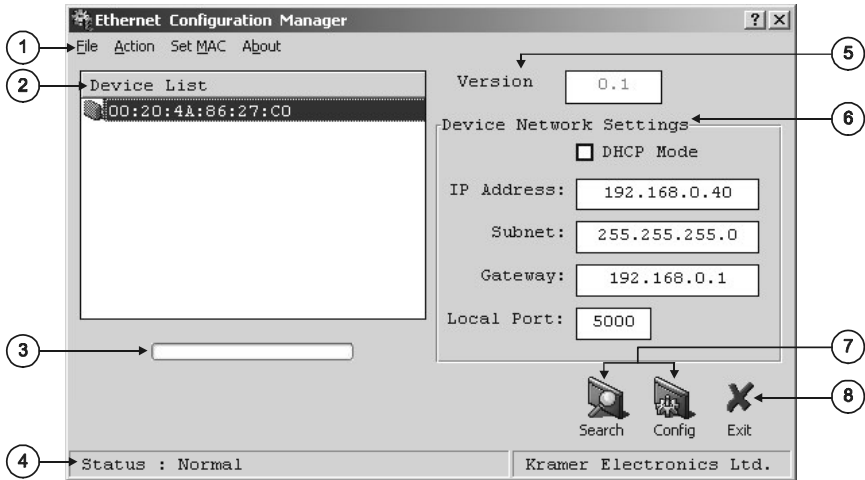 Ethernet Configuration Manager
1
File Action Set MAC About
5
2
Device List
Version
0.1
00:20:4A:86:27:C0
6
Device Network Settings
DHCP Mode
IP Address:
192.168.0.40
Subnet:
255.255.255.0
Gateway:
192.168.0.1
Local Port:
5000
3
7
8
Search
Config
Exit
4
Status : Normal
Kramer Electronics Ltd.